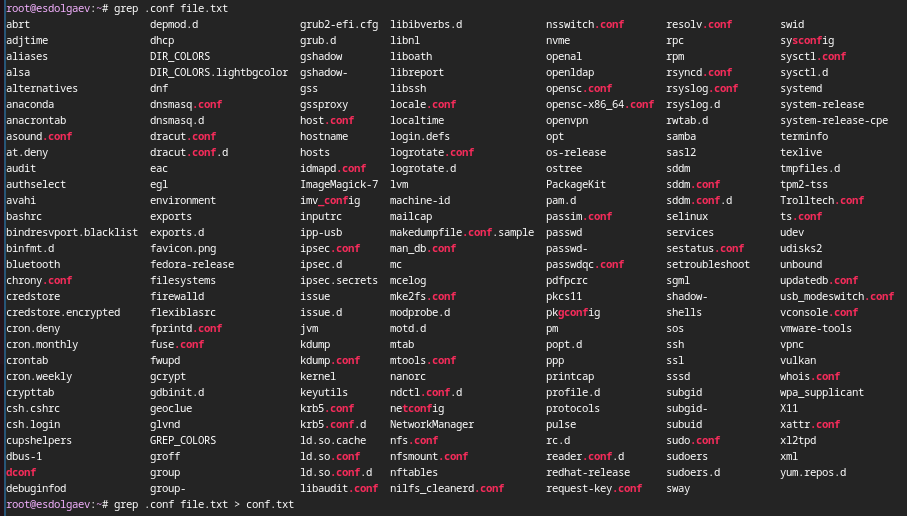 root@esdolgaev:~# grep .conf file.txt
abrt depmod.d grub2-efi.cfg libibverbs.d nsswitch.conf resolv.conf swid
adjtime dhcp grub.d libnl nvme rpc sysconfig
aliases DIR_COLORS gshadow liboath openal rpm sysctl.conf
alsa DIR_COLORS.lightbgcolor gshadow- libreport openldap rsyncd.conf sysctl.d
alternatives dnf gss libssh opensc.conf rsyslog.conf systemd
anaconda dnsmasq.conf gssproxy locale.conf opensc-x86_64.conf rsyslog.d system-release
anacrontab dnsmasq.d host.conf localtime openvpn rwtab.d system-release-cpe
asound.conf dracut.conf hostname login.defs opt samba terminfo
at.deny dracut.conf.d hosts logrotate.conf os-release sasl2 texlive
audit eac idmapd.conf logrotate.d ostree sddm tmpfiles.d
authselect egl ImageMagick-7 lvm PackageKit sddm.conf tpm2-tss
avahi environment imv_config machine-id pam.d sddm.conf.d Trolltech.conf
bashrc exports inputrc mailcap passim.conf selinux ts.conf
bindresvport.blacklist exports.d ipp-usb makedumpfile.conf.sample passwd services udev
binfmt.d favicon.png ipsec.conf man_db.conf passwd- sestatus.conf udisks2
bluetooth fedora-release ipsec.d mc passwdqc.conf setroubleshoot unbound
chrony.conf filesystems ipsec.secrets mcelog pdfpcrc sgml updatedb.conf
credstore firewalld issue mke2fs.conf pkcs11 shadow- usb_modeswitch.conf
credstore.encrypted flexiblasrc issue.d modprobe.d pkgconfig shells vconsole.conf
cron.deny fprintd.conf jvm motd.d pm sos vmware-tools
cron.monthly fuse.conf kdump mtab popt.d ssh vpnc
crontab fwupd kdump.conf mtools.conf ppp ssl vulkan
cron.weekly gcrypt kernel nanorc printcap sssd whois.conf
crypttab gdbinit.d keyutils ndctl.conf.d profile.d subgid wpa_supplicant
csh.cshrc geoclue krb5.conf netconfig protocols subgid- X11
csh.login glvnd krb5.conf.d NetworkManager pulse subuid xattr.conf
cupshelpers GREP_COLORS ld.so.cache nfs.conf rc.d sudo.conf xl2tpd
dbus-1 groff ld.so.conf nfsmount.conf reader.conf.d sudoers xml
dconf group ld.so.conf.d nftables redhat-release sudoers.d yum.repos.d
debuginfod group- libaudit.conf nilfs_cleanerd.conf request-key.conf sway
root@esdolgaev:~# grep .conf file.txt > conf.txt